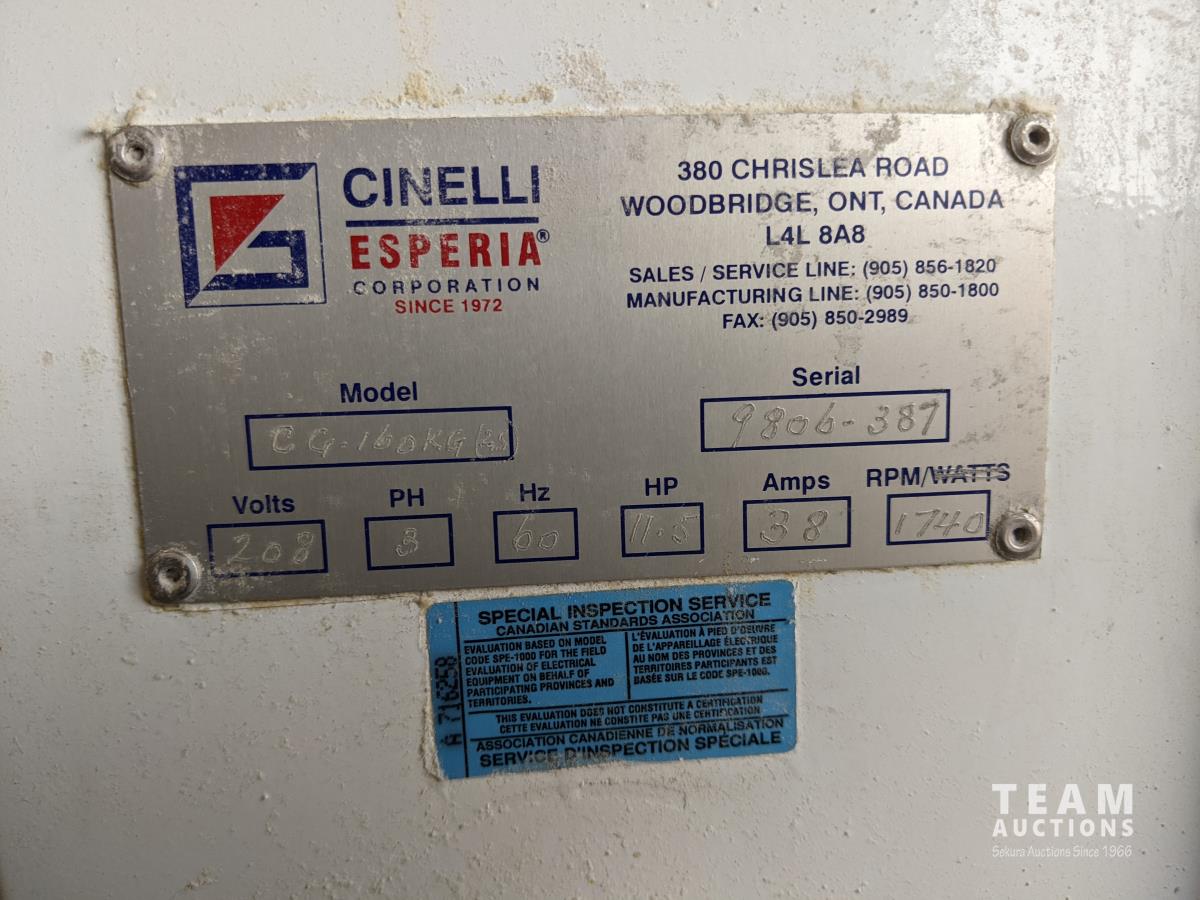 CINELLI
ESPERIA®
CORPORATION
SINCE 1972
380 CHRISLEA ROAD
WOODBRIDGE, ONT, CANADA
L4L 8A8
SALES / SERVICE LINE: (905) 856-1820
MANUFACTURING LINE: (905) 850-1800
FAX: (905) 850-2989
Model
CG-160KG
Serial
9806-387
Volts
208
PH
3
Hz
60
HP
11.5
Amps
38
RPM/WATTS
1740
A 716258
SPECIAL INSPECTION SERVICE
CANADIAN STANDARDS ASSOCIATION
EVALUATION BASED ON MODEL
CODE SPE-1000 FOR THE FIELD
EVALUATION OF ELECTRICAL
EQUIPMENT ON BEHALF OF
PARTICIPATING PROVINCES AND
TERRITORIES.
L'ÉVALUATION À PIED D'OEUVRE
DE L'APPAREILLAGE ÉLECTRIQUE
AU NOM DES PROVINCES ET DES
TERRITOIRES PARTICIPANTS EST
BASÉE SUR LE CODE SPE-1000.
THIS EVALUATION DOES NOT CONSTITUTE A CERTIFICATION
CETTE EVALUATION NE CONSTITE PAS UNE CERTIFICATION
ASSOCIATION CANADIENNE DE NORMALISATION
SERVICE D'INSPECTION SPÉCIALE
TEAM
AUCTIONS
Sekura Auctions Since 1966